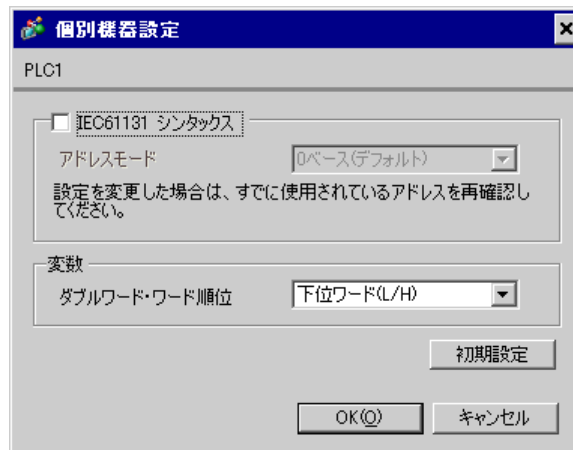 個別機器設定
PLC1
IEC61131 シンタックス
アドレスモード 0ベース(デフォルト)
設定を変更した場合は、すでに使用されているアドレスを再確認し
てください。
変数
ダブルワード・ワード順位 下位ワード(L/H)
初期設定
OK(O) キャンセル